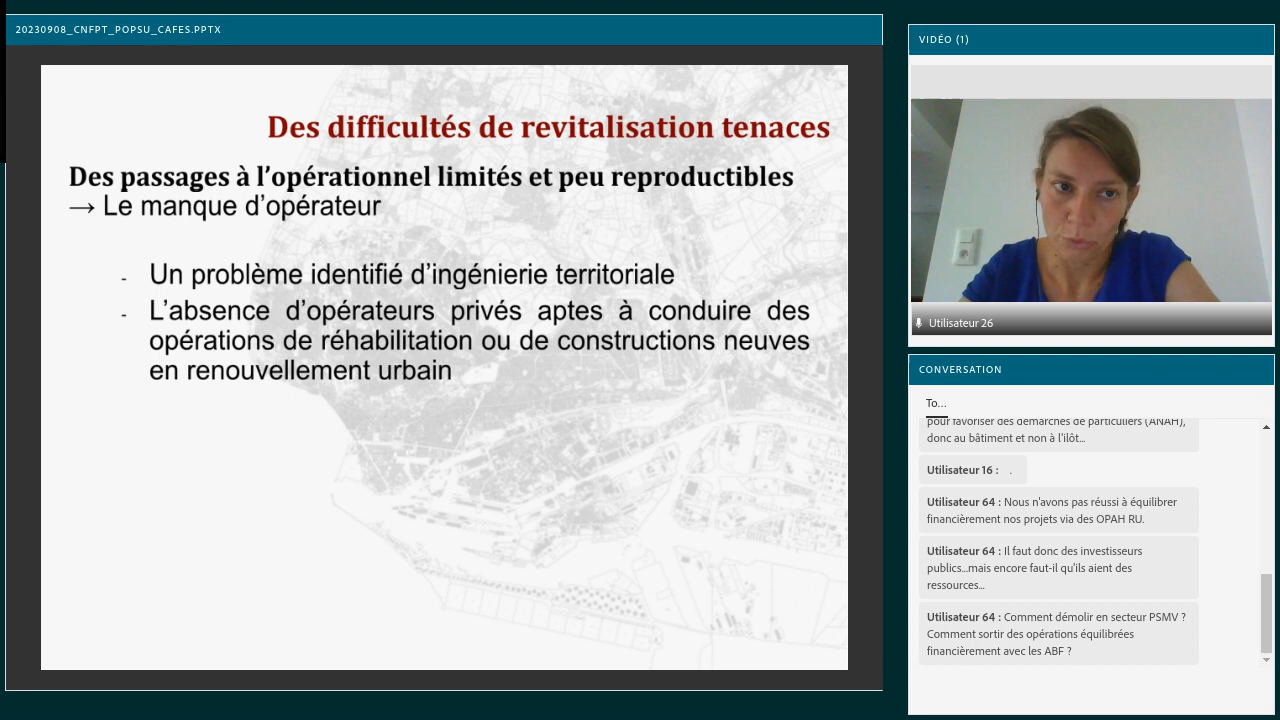 20230908_CNFPT_POPSU_CAFES.PPTX
Des difficultés de revitalisation tenaces
Des passages à l’opérationnel limités et peu reproductibles
→ Le manque d’opérateur
- Un problème identifié d’ingénierie territoriale
- L’absence d’opérateurs privés aptes à conduire des
opérations de réhabilitation ou de constructions neuves
en renouvellement urbain
VIDÉO (1)
Utilisateur 26
CONVERSATION
To...
pour favoriser des démarches de particuliers (ANAH),
donc au bâtiment et non à l'ilôt...
Utilisateur 16 : .
Utilisateur 64 : Nous n'avons pas réussi à équilibrer
financièrement nos projets via des OPAH RU.
Utilisateur 64 : Il faut donc des investisseurs
publics...mais encore faut-il qu'ils aient des
ressources...
Utilisateur 64 : Comment démolir en secteur PSMV ?
Comment sortir des opérations équilibrées
financièrement avec les ABF ?